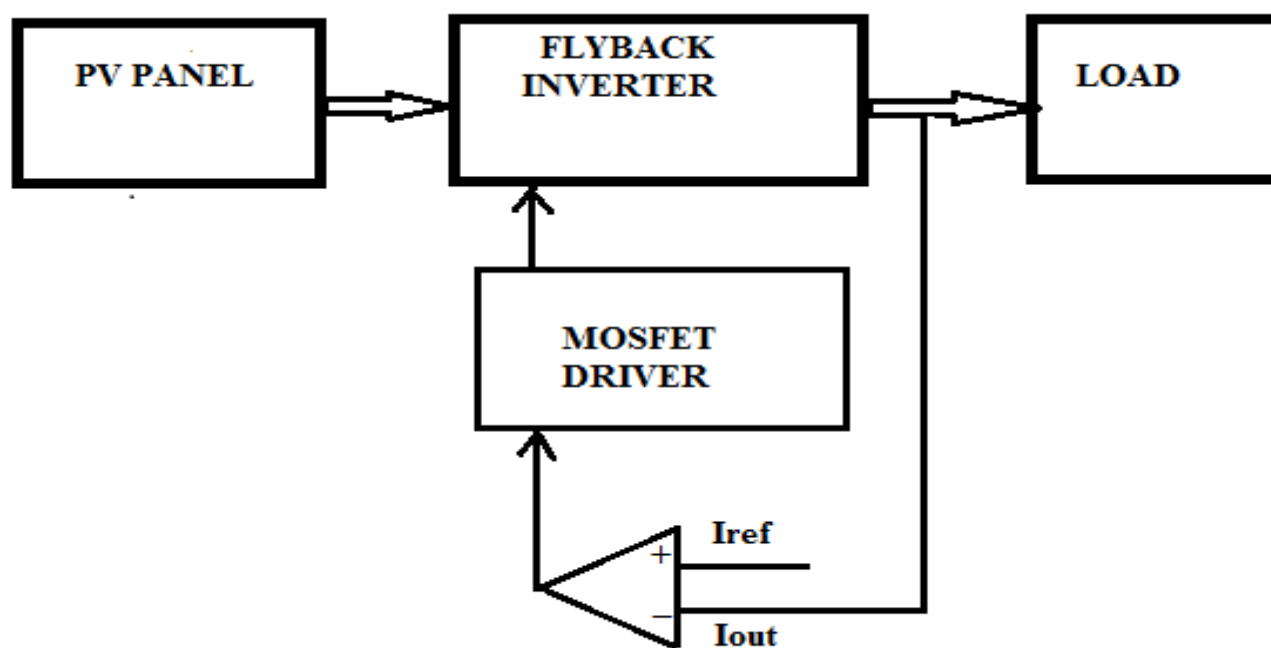 PV PANEL
FLYBACK
INVERTER
LOAD
MOSFET
DRIVER
+
Iref
−
Iout